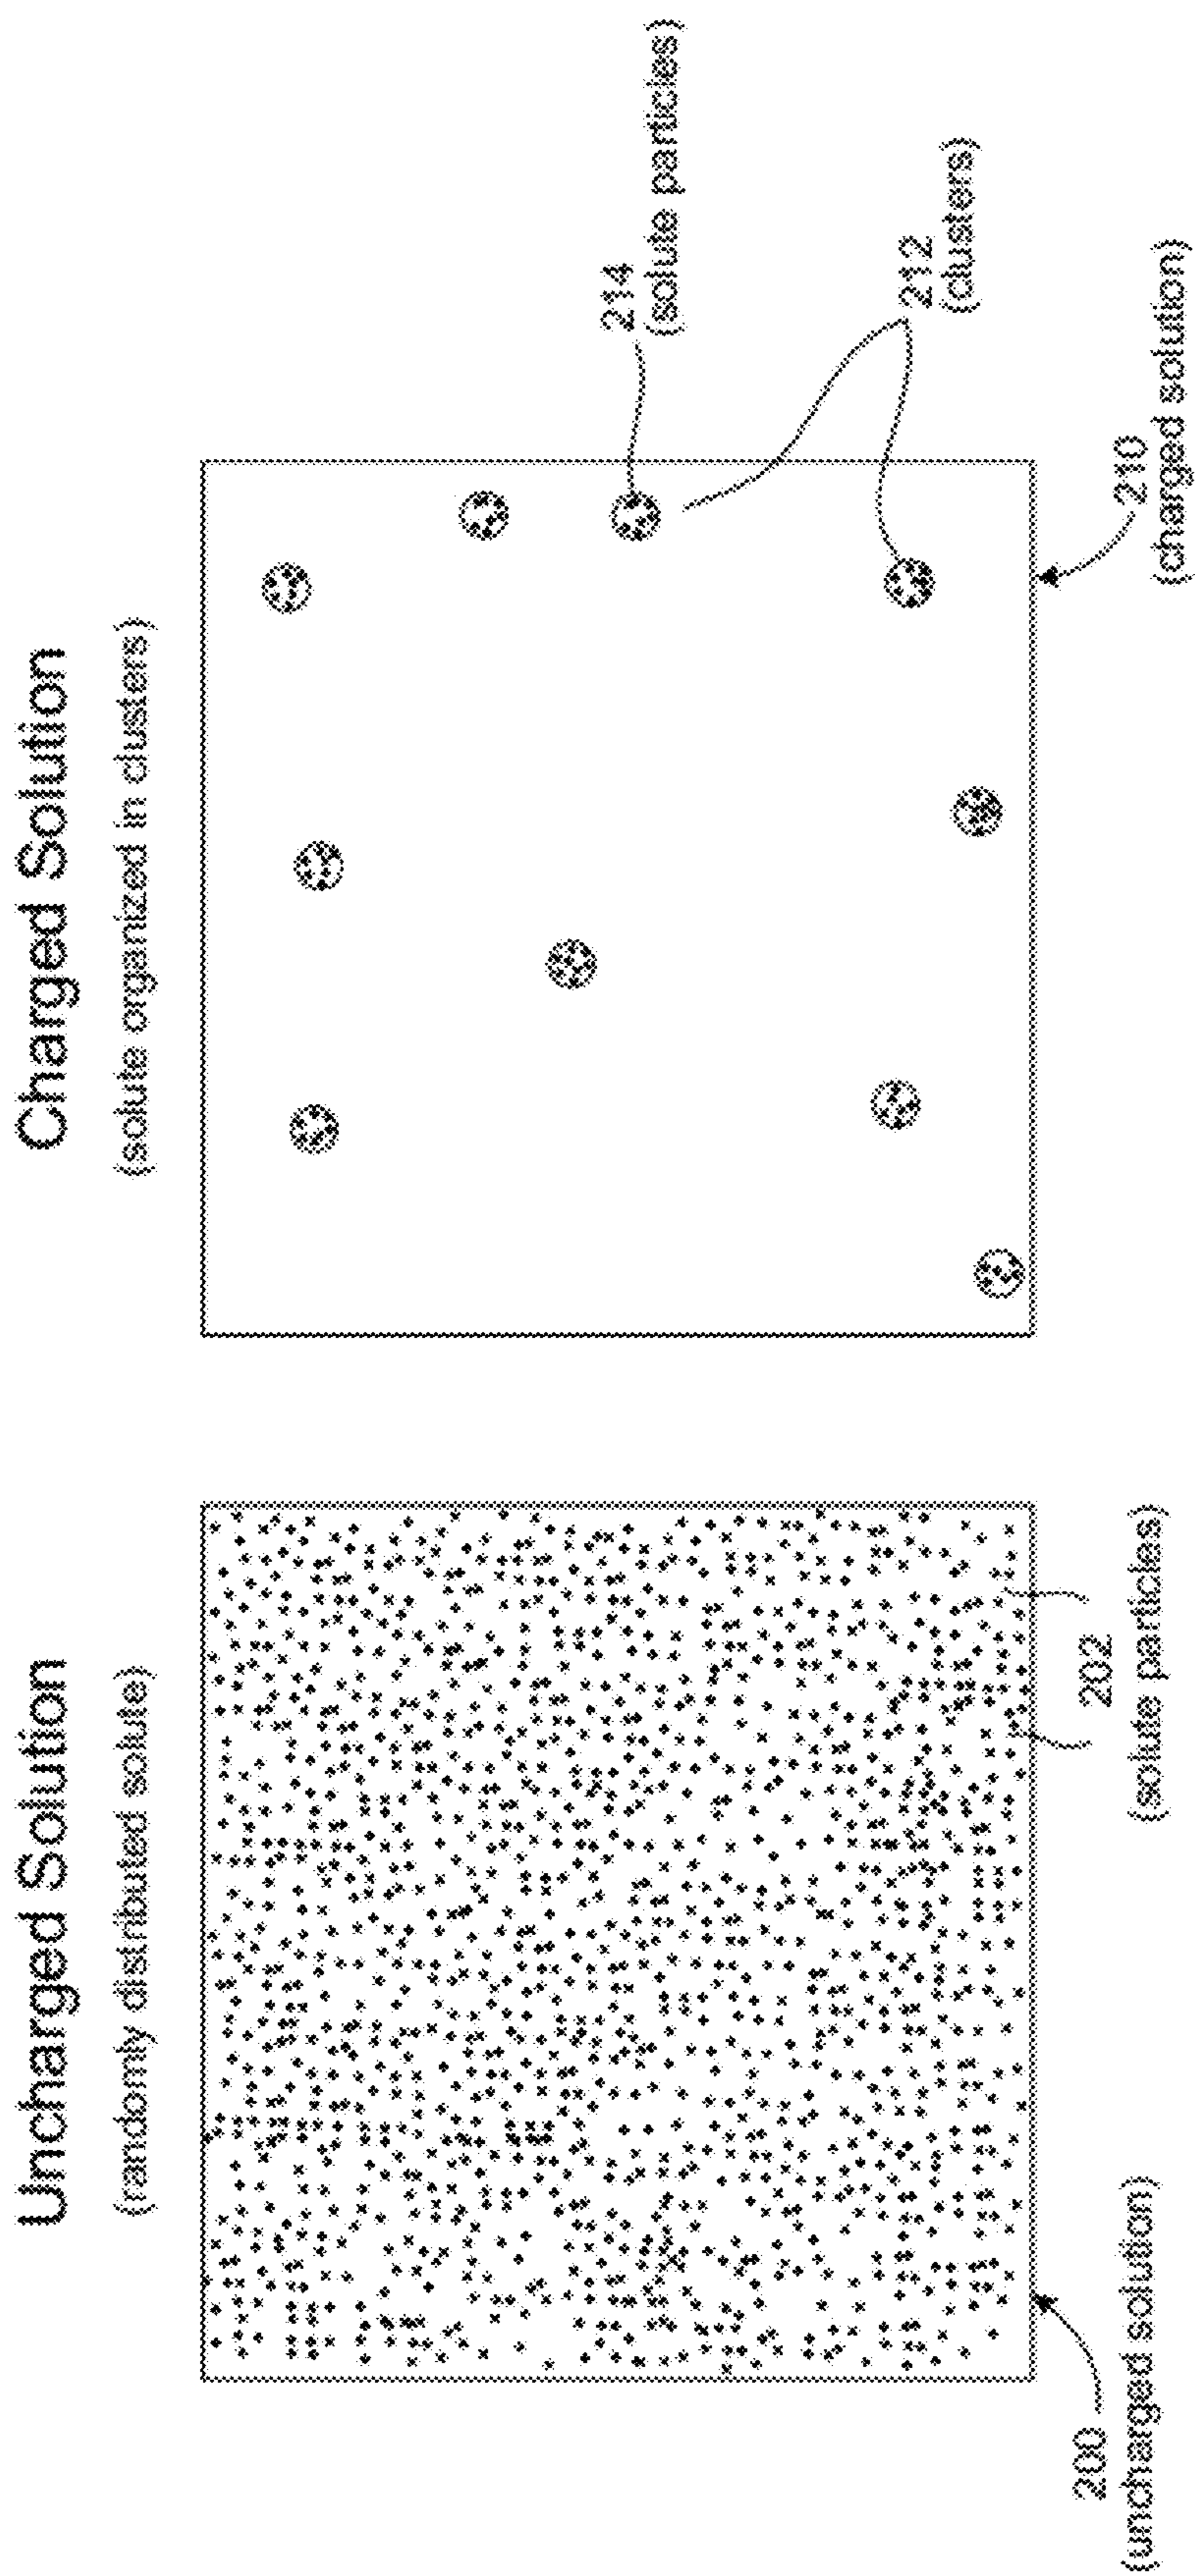 Uncharged Solution
(randomly distributed solute)
200
(uncharged solution)
202
(solute particles)
Charged Solution
(solute organized in clusters)
214
(solute particles)
212
(clusters)
210
(charged solution)